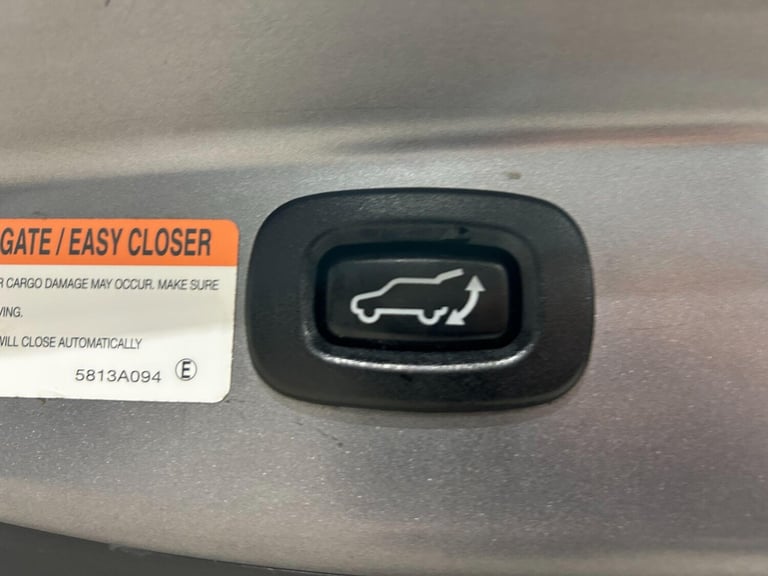 GATE / EASY CLOSER
R CARGO DAMAGE MAY OCCUR. MAKE SURE
VING.
WILL CLOSE AUTOMATICALLY
5813A094 E